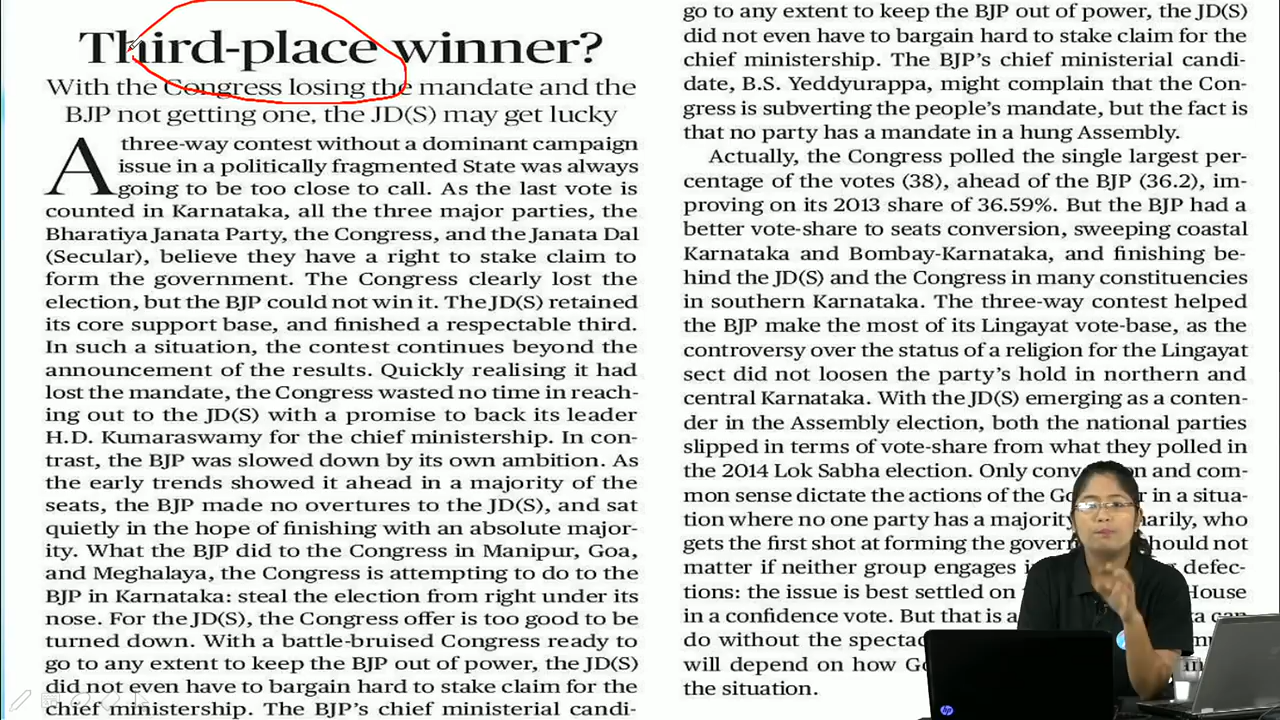 Third-place winner?
With the Congress losing the mandate and the
BJP not getting one, the JD(S) may get lucky
A three-way contest without a dominant campaign
issue in a politically fragmented State was always
going to be too close to call. As the last vote is
counted in Karnataka, all the three major parties, the
Bharatiya Janata Party, the Congress, and the Janata Dal
(Secular), believe they have a right to stake claim to
form the government. The Congress clearly lost the
election, but the BJP could not win it. The JD(S) retained
its core support base, and finished a respectable third.
In such a situation, the contest continues beyond the
announcement of the results. Quickly realising it had
lost the mandate, the Congress wasted no time in reach-
ing out to the JD(S) with a promise to back its leader
H.D. Kumaraswamy for the chief ministership. In con-
trast, the BJP was slowed down by its own ambition. As
the early trends showed it ahead in a majority of the
seats, the BJP made no overtures to the JD(S), and sat
quietly in the hope of finishing with an absolute major-
ity. What the BJP did to the Congress in Manipur, Goa,
and Meghalaya, the Congress is attempting to do to the
BJP in Karnataka: steal the election from right under its
nose. For the JD(S), the Congress offer is too good to be
turned down. With a battle-bruised Congress ready to
go to any extent to keep the BJP out of power, the JD(S)
did not even have to bargain hard to stake claim for the
chief ministership. The BJP's chief ministerial candi-
go to any extent to keep the BJP out of power, the JD(S)
did not even have to bargain hard to stake claim for the
chief ministership. The BJP's chief ministerial candi-
date, B.S. Yeddyurappa, might complain that the Con-
gress is subverting the people's mandate, but the fact is
that no party has a mandate in a hung Assembly.
Actually, the Congress polled the single largest per-
centage of the votes (38), ahead of the BJP (36.2), im-
proving on its 2013 share of 36.59%. But the BJP had a
better vote-share to seats conversion, sweeping coastal
Karnataka and Bombay-Karnataka, and finishing be-
hind the JD(S) and the Congress in many constituencies
in southern Karnataka. The three-way contest helped
the BJP make the most of its Lingayat vote-base, as the
controversy over the status of a religion for the Lingayat
sect did not loosen the party's hold in northern and
central Karnataka. With the JD(S) emerging as a conten-
der in the Assembly election, both the national parties
slipped in terms of vote-share from what they polled in
the 2014 Lok Sabha election. Only and com-
mon sense dictate the actions of the in a situa-
tion where no one party has a majority who
gets the first shot at forming the should not
matter if neither group engages defec-
tions: the issue is best settled on House
in a confidence vote. But that is
do without the
will depend on how
the situation.
hp